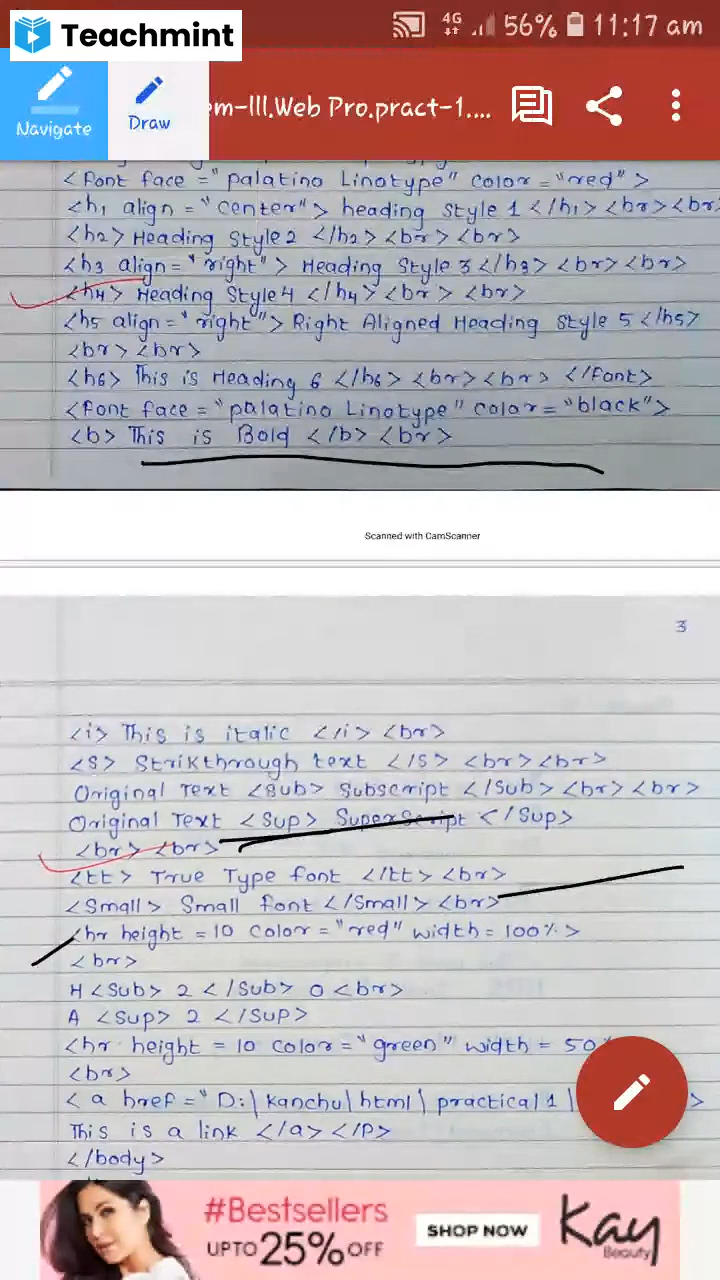 Teachmint
4G 56% 11:17 am
Navigate
Draw
em-III.Web Pro.pract-1....
<font face ="palatino Linotype" color ="red">
<h1 align ="center"> heading style 1 </h1> <br><br
<h2> Heading Style 2 </h2> <br> <br>
<h3 align="right"> Heading Style 3 </h3> <br><br>
<h4> Heading Style 4 </h4> <br> <br>
<h5 align="right"> Right Aligned Heading Style 5 </h5>
<br> <br>
<h6> This is Heading 6 </h6> <br><br> </font>
<font face ="palatino Linotype" color="black">
<b> This is Bold </b> <br>
Scanned with CamScanner
3
<i> This is italic </i> <br>
<S> Strikthrough text </S> <br><br>
Original Text <Sub> Subscript </Sub> <br> <br>
Original Text <Sup> SuperScript </Sup>
<br> <br>
<tt> True Type font </tt> <br>
<Small> Small font </Small> <br>
<hr height =10 color ="red" width=100%>
<br>
H <Sub> 2 </Sub> O <br>
A <Sup> 2 </Sup>
<hr height = 10 color ="green" width = 50
<br>
<a href ="D:\kanchu\html\practical 1\ >
This is a link </a> </P>
</body>
#Bestsellers
UPTO 25% OFF
SHOP NOW
Kay
Beauty